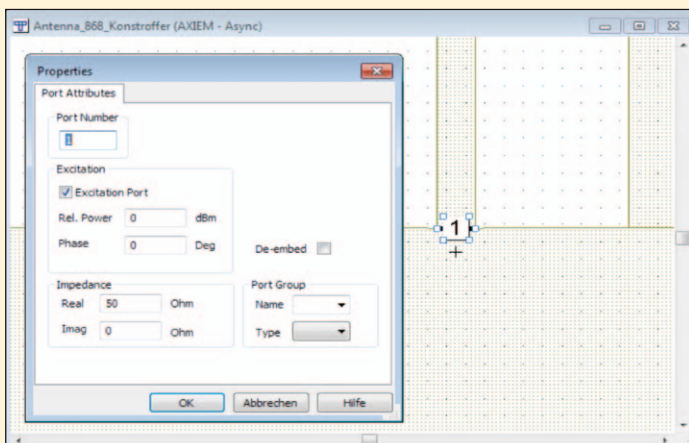 Antenna_868_Konstroffer (AXIEM - Async)
Properties
Port Attributes
Port Number
1
Excitation
Excitation Port
Rel. Power 0 dBm
Phase 0 Deg
De-embed
Impedance
Real 50 Ohm
Imag 0 Ohm
Port Group
Name
Type
OK Abbrechen Hilfe
1